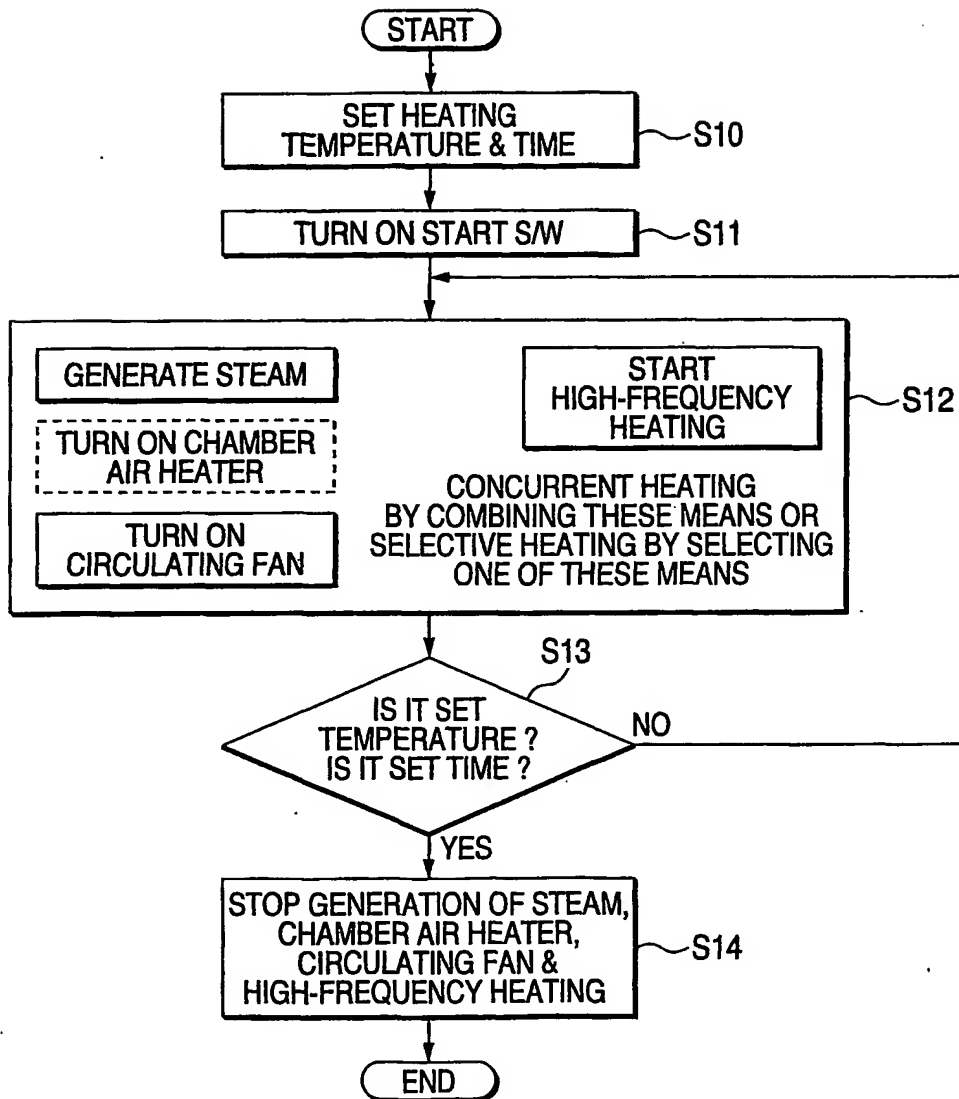 START
SET HEATING
TEMPERATURE & TIME
S10
TURN ON START S/W
S11
GENERATE STEAM
TURN ON CHAMBER
AIR HEATER
TURN ON
CIRCULATING FAN
START
HIGH-FREQUENCY
HEATING
CONCURRENT HEATING
BY COMBINING THESE MEANS OR
SELECTIVE HEATING BY SELECTING
ONE OF THESE MEANS
S12
S13
IS IT SET
TEMPERATURE ?
IS IT SET TIME ?
NO
YES
STOP GENERATION OF STEAM,
CHAMBER AIR HEATER,
CIRCULATING FAN &
HIGH-FREQUENCY HEATING
S14
END